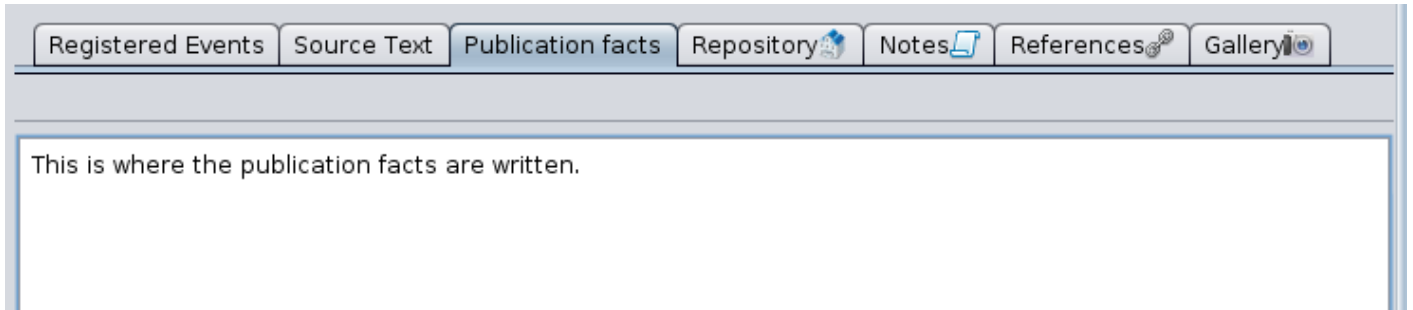 Registered Events Source Text Publication facts Repository Notes References Gallery
This is where the publication facts are written.